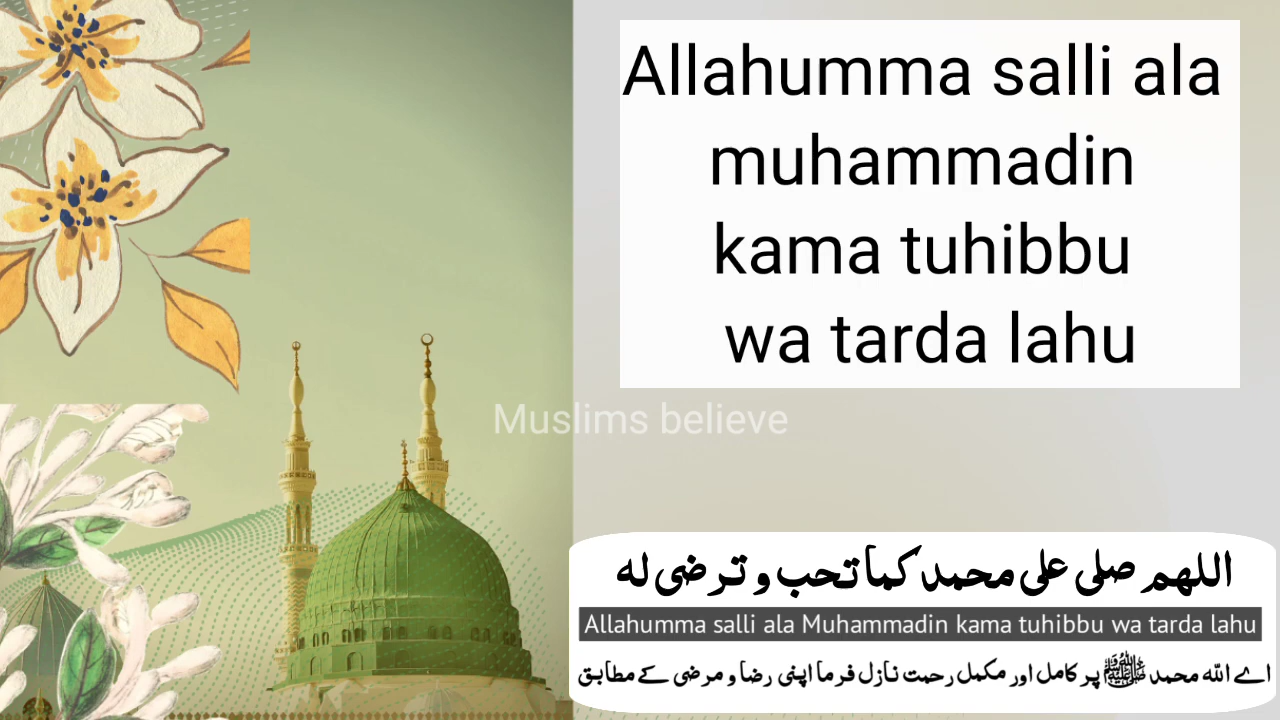 Allahumma salli ala
muhammadin
kama tuhibbu
wa tarda lahu
Muslims believe
اللهم صلی علی محمد کما تحب و ترضی له
Allahumma salli ala Muhammadin kama tuhibbu wa tarda lahu
اے اللہ محمد ﷺ پر کامل اور مکمل رحمت نازل فرما اپنی رضا و مرضی کے مطابق